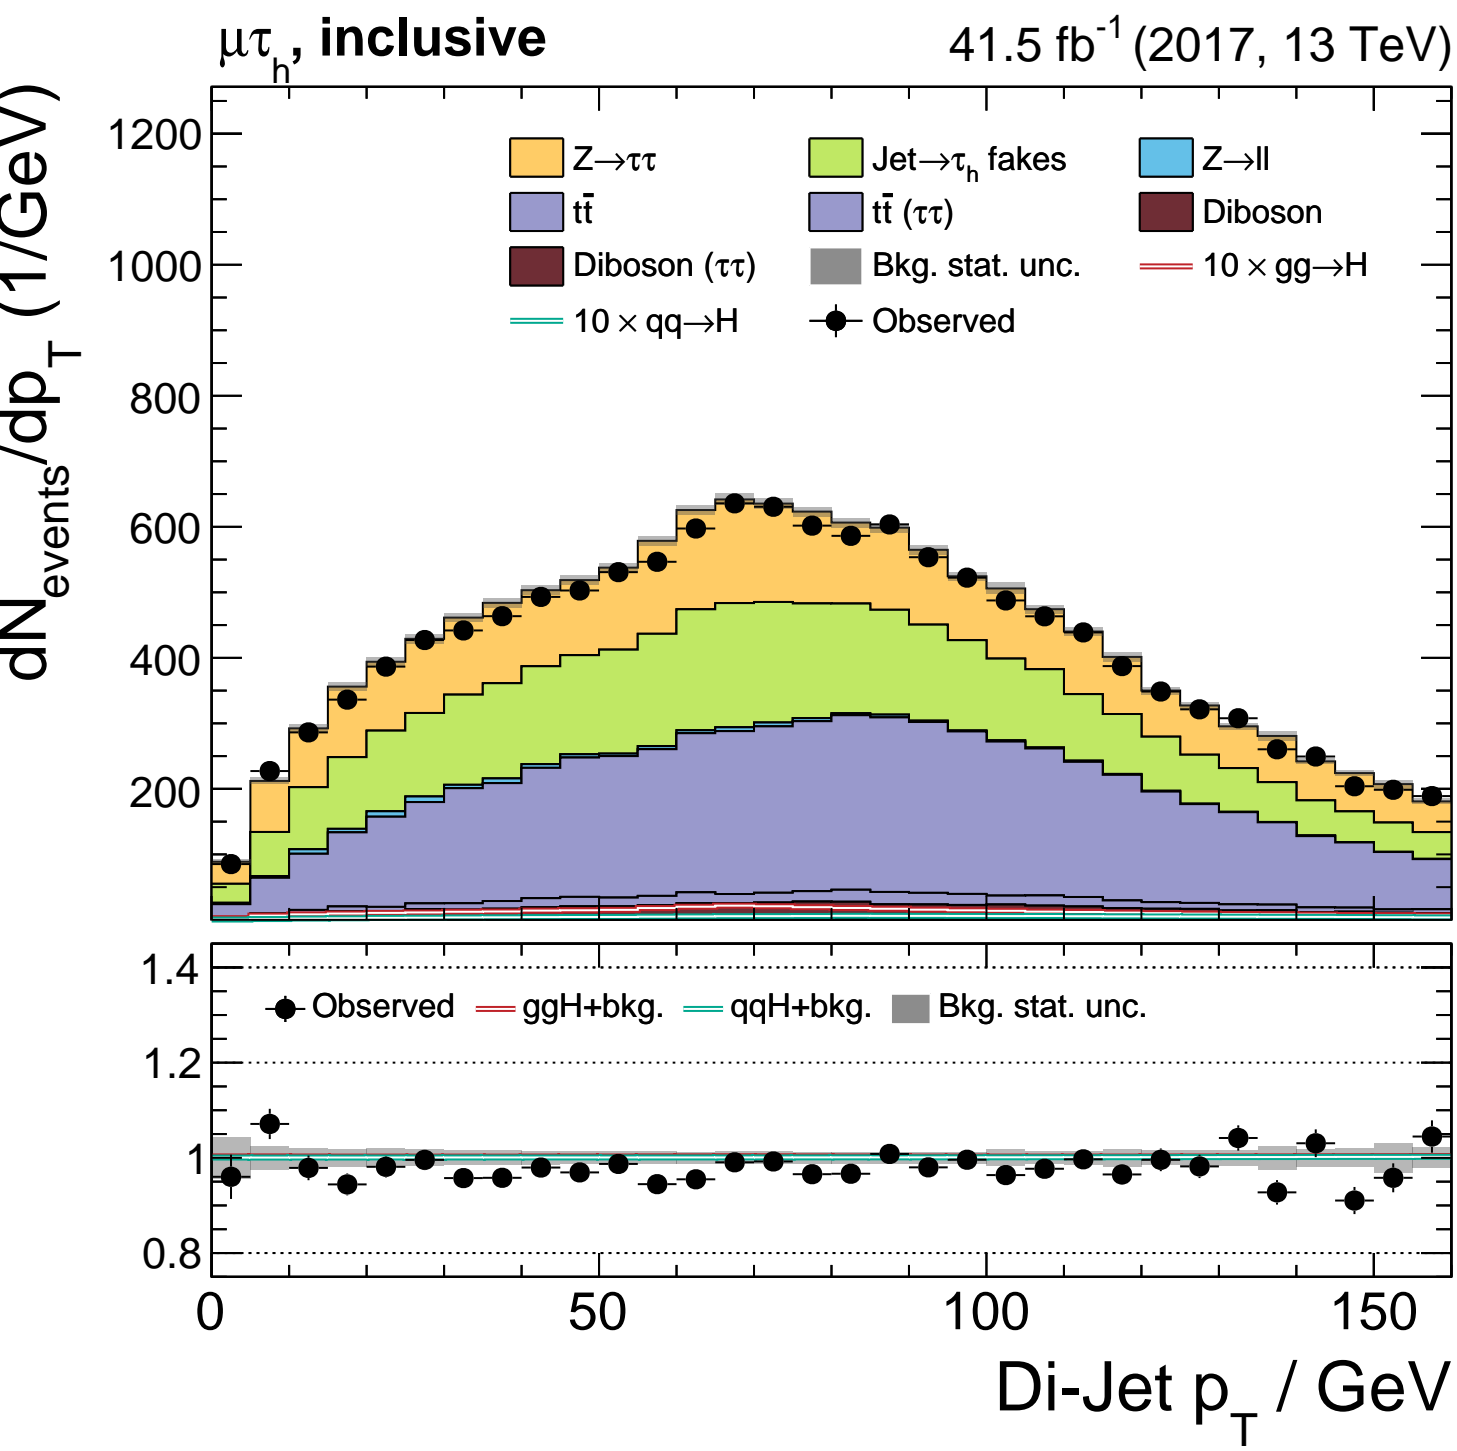 μτh, inclusive 41.5 fb-1 (2017, 13 TeV)
dNevents/dpT (1/GeV)
1200
1000
800
600
400
200
Z→ττ Jet→τh fakes Z→ll
tt̄ tt̄ (ττ) Diboson
Diboson (ττ) Bkg. stat. unc. 10 × gg→H
10 × qq→H Observed
1.4
1.2
1
0.8
Observed ggH+bkg. qqH+bkg. Bkg. stat. unc.
0 50 100 150
Di-Jet pT / GeV